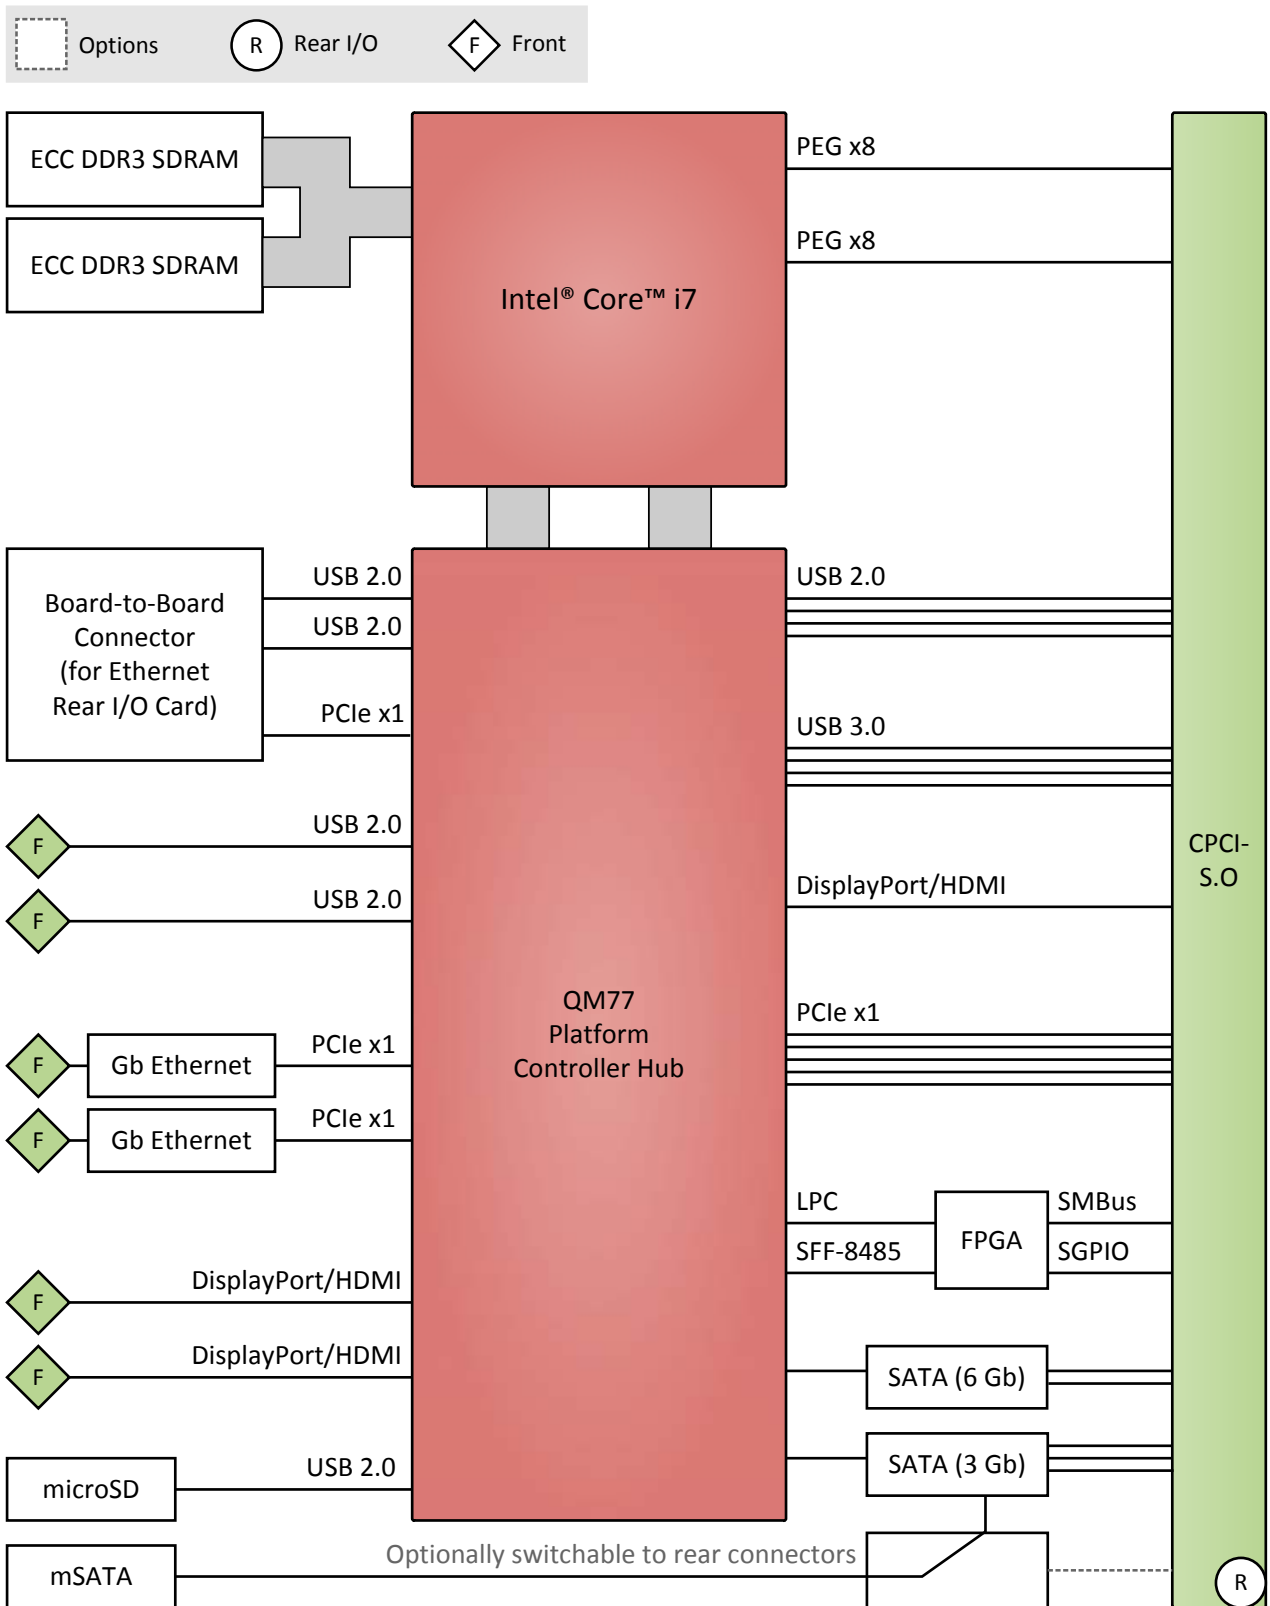 Options
R Rear I/O
F Front
ECC DDR3 SDRAM
ECC DDR3 SDRAM
Intel® Core™ i7
PEG x8
PEG x8
Board-to-Board
Connector
(for Ethernet
Rear I/O Card)
USB 2.0
USB 2.0
PCIe x1
USB 2.0
USB 3.0
F
USB 2.0
F
USB 2.0
DisplayPort/HDMI
CPCI-
S.O
QM77
Platform
Controller Hub
PCIe x1
F
Gb Ethernet
PCIe x1
F
Gb Ethernet
PCIe x1
LPC
SFF-8485
FPGA
SMBus
SGPIO
F
DisplayPort/HDMI
F
DisplayPort/HDMI
SATA (6 Gb)
SATA (3 Gb)
microSD
USB 2.0
mSATA
Optionally switchable to rear connectors
R